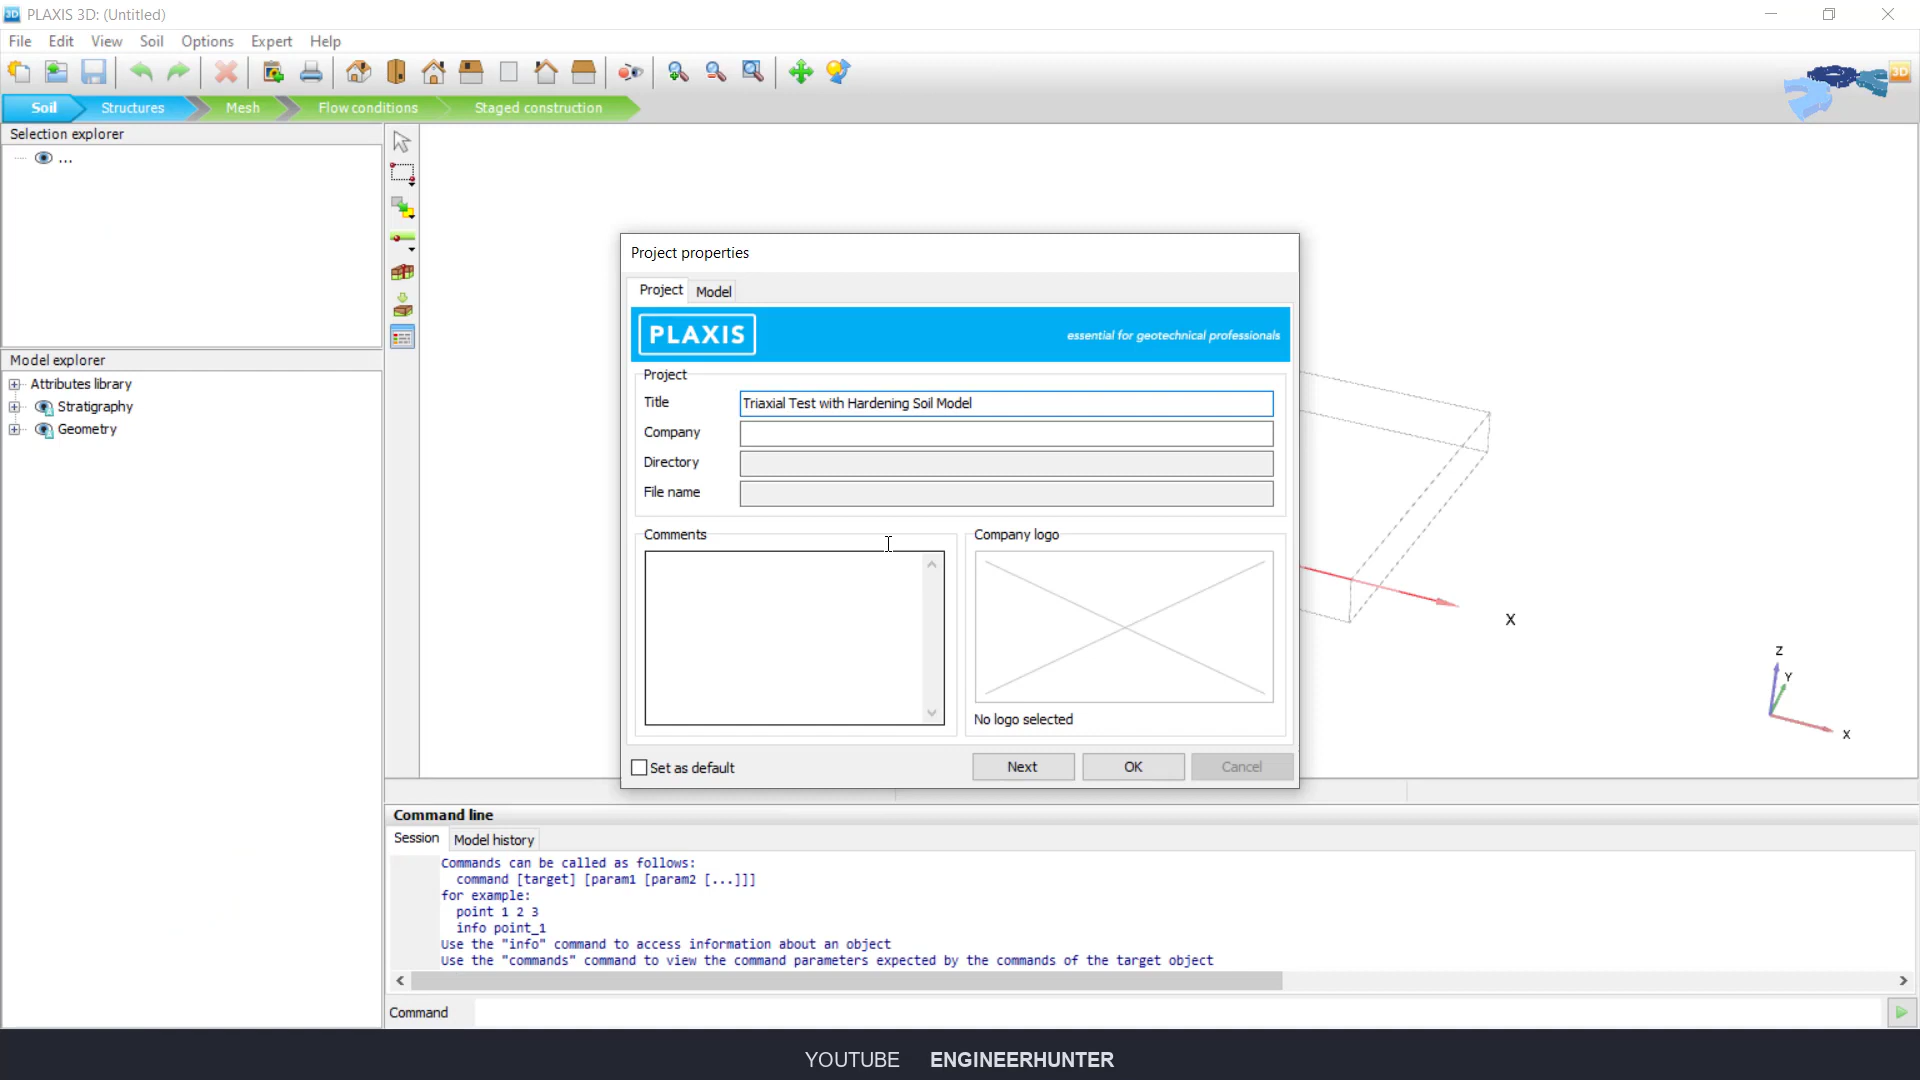 PLAXIS 3D: (Untitled)
File Edit View Soil Options Expert Help
3D
Soil Structures Mesh Flow conditions Staged construction
Selection explorer
...
Model explorer
Attributes library
Stratigraphy
Geometry
Project properties
Project Model
PLAXIS essential for geotechnical professionals
Project
Title Triaxial Test with Hardening Soil Model
Company
Directory
File name
Comments
Company logo
No logo selected
Set as default
Next OK Cancel
X
Z
Y
X
Command line
Session Model history
Commands can be called as follows:
command [target] [param1 [param2 [...]]]
for example:
point 1 2 3
info point_1
Use the "info" command to access information about an object
Use the "commands" command to view the command parameters expected by the commands of the target object
Command
YOUTUBE ENGINEERHUNTER